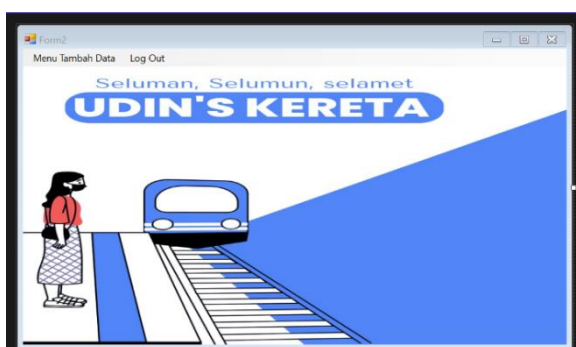 Form2
Menu Tambah Data Log Out
Seluman, Selumun, selamet
UDIN'S KERETA